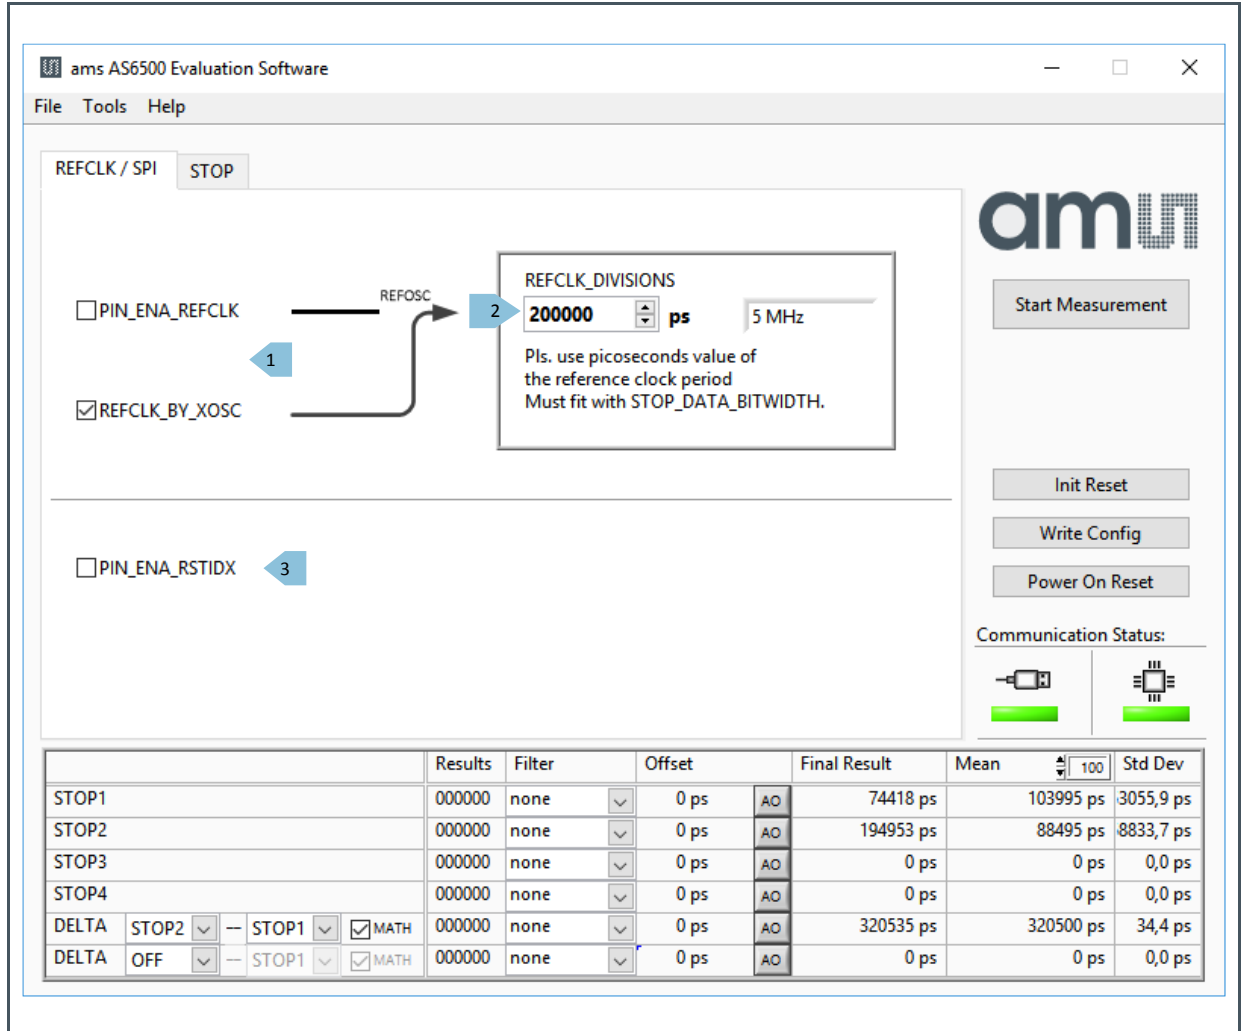 ams AS6500 Evaluation Software
File Tools Help
REFCLK / SPI STOP
am
REFCLK_DIVISIONS
PIN_ENA_REFCLK REFOSC 2 200000 ps 5 MHz Start Measurement
Pls. use picoseconds value of
1 the reference clock period
REFCLK_BY_XOSC Must fit with STOP_DATA_BITWIDTH.
Init Reset
Write Config
PIN_ENA_RSTIDX 3 Power On Reset
Communication Status:
Results Filter Offset Final Result Mean 100 Std Dev
STOP1 000000 none 0 ps AO 74418 ps 103995 ps 3055,9 ps
STOP2 000000 none 0 ps AO 194953 ps 88495 ps 8833,7 ps
STOP3 000000 none 0 ps AO 0 ps 0 ps 0,0 ps
STOP4 000000 none 0 ps AO 0 ps 0 ps 0,0 ps
DELTA STOP2 -- STOP1 MATH 000000 none 0 ps AO 320535 ps 320500 ps 34,4 ps
DELTA OFF -- STOP1 MATH 000000 none 0 ps AO 0 ps 0 ps 0,0 ps